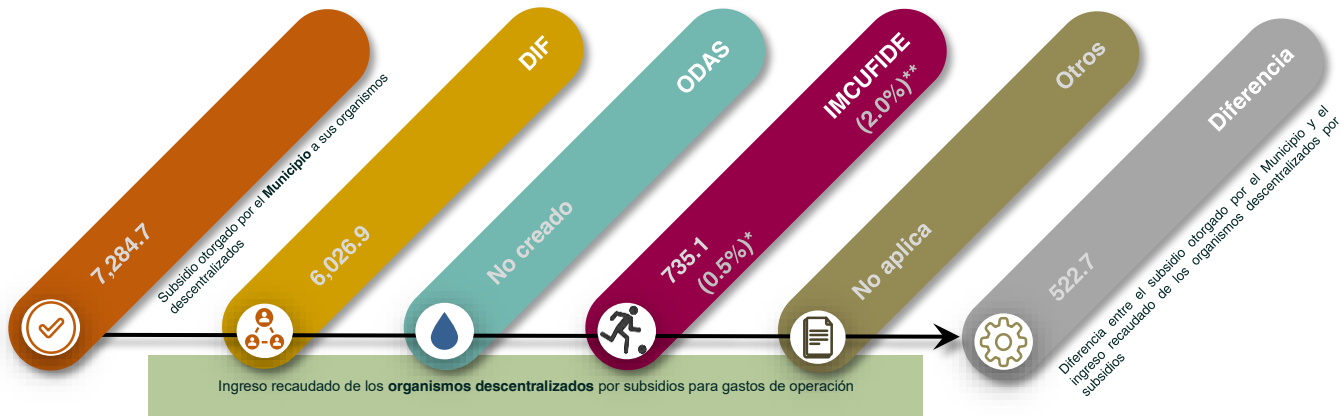 7,284.7
Subsidio otorgado por el Municipio a sus organismos
descentralizados
DIF
6,026.9
ODAS
No creado
IMCUFIDE
(2.0%)**
735.1
(0.5%)*
Otros
No aplica
Diferencia
522.7
Diferencia entre el subsidio otorgado por el Municipio y el
ingreso recaudado de los organismos descentralizados por
subsidios
Ingreso recaudado de los organismos descentralizados por subsidios para gastos de operación